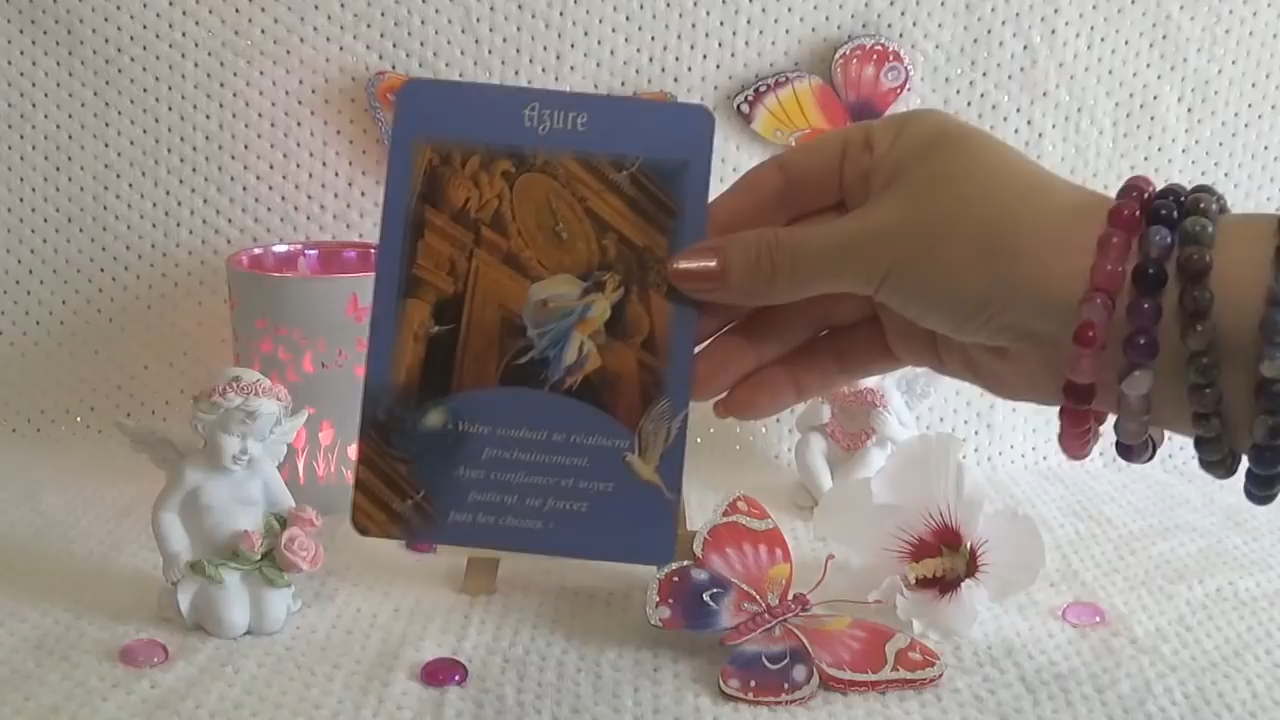 Azure
« Votre souhait se réalisera
prochainement.
Ayez confiance et soyez
patient, ne forcez
pas les choses. »